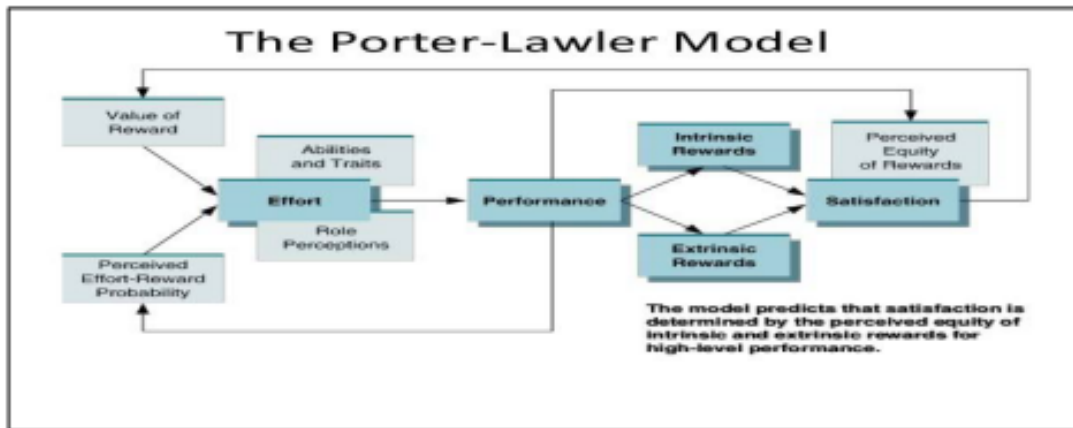 The Porter-Lawler Model
Value of
Reward
Abilities
and Traits
Effort
Role
Perceptions
Perceived
Effort-Reward
Probability
Performance
Intrinsic
Rewards
Extrinsic
Rewards
Perceived
Equity
of Rewards
Satisfaction
The model predicts that satisfaction is
determined by the perceived equity of
intrinsic and extrinsic rewards for
high-level performance.